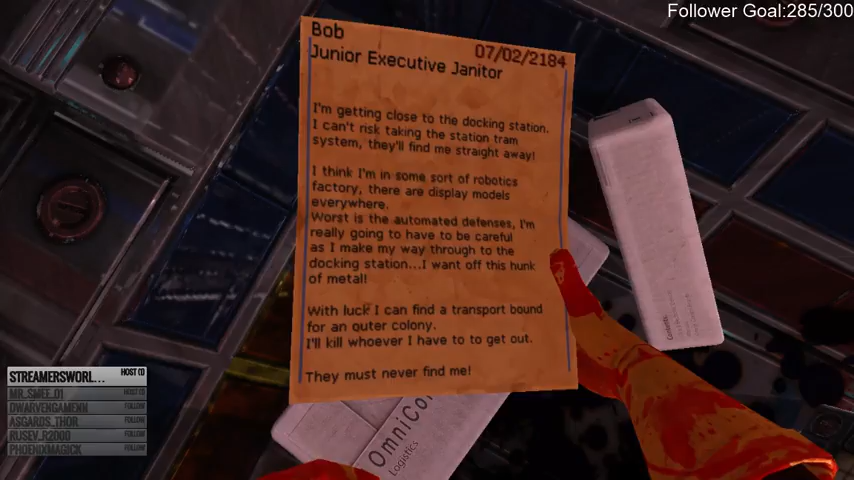 Follower Goal:285/300
Bob
07/02/2184
Junior Executive Janitor
I'm getting close to the docking station.
I can't risk taking the station tram
system, they'll find me straight away!
I think I'm in some sort of robotics
factory, there are display models
everywhere.
Worst is the automated defenses, I'm
really going to have to be careful
as I make my way through to the
docking station...I want off this hunk
of metal!
With luck I can find a transport bound
for an outer colony.
I'll kill whoever I have to to get out.
They must never find me!
OmniCo
Logistics
STREAMERSWORL... HOST (1)
MR_SMEE_01
DWARVENGAMENN FOLLOW
ASGARDS_THOR FOLLOW
RUSEV_R2000 FOLLOW
PHOENIXMAGICK FOLLOW